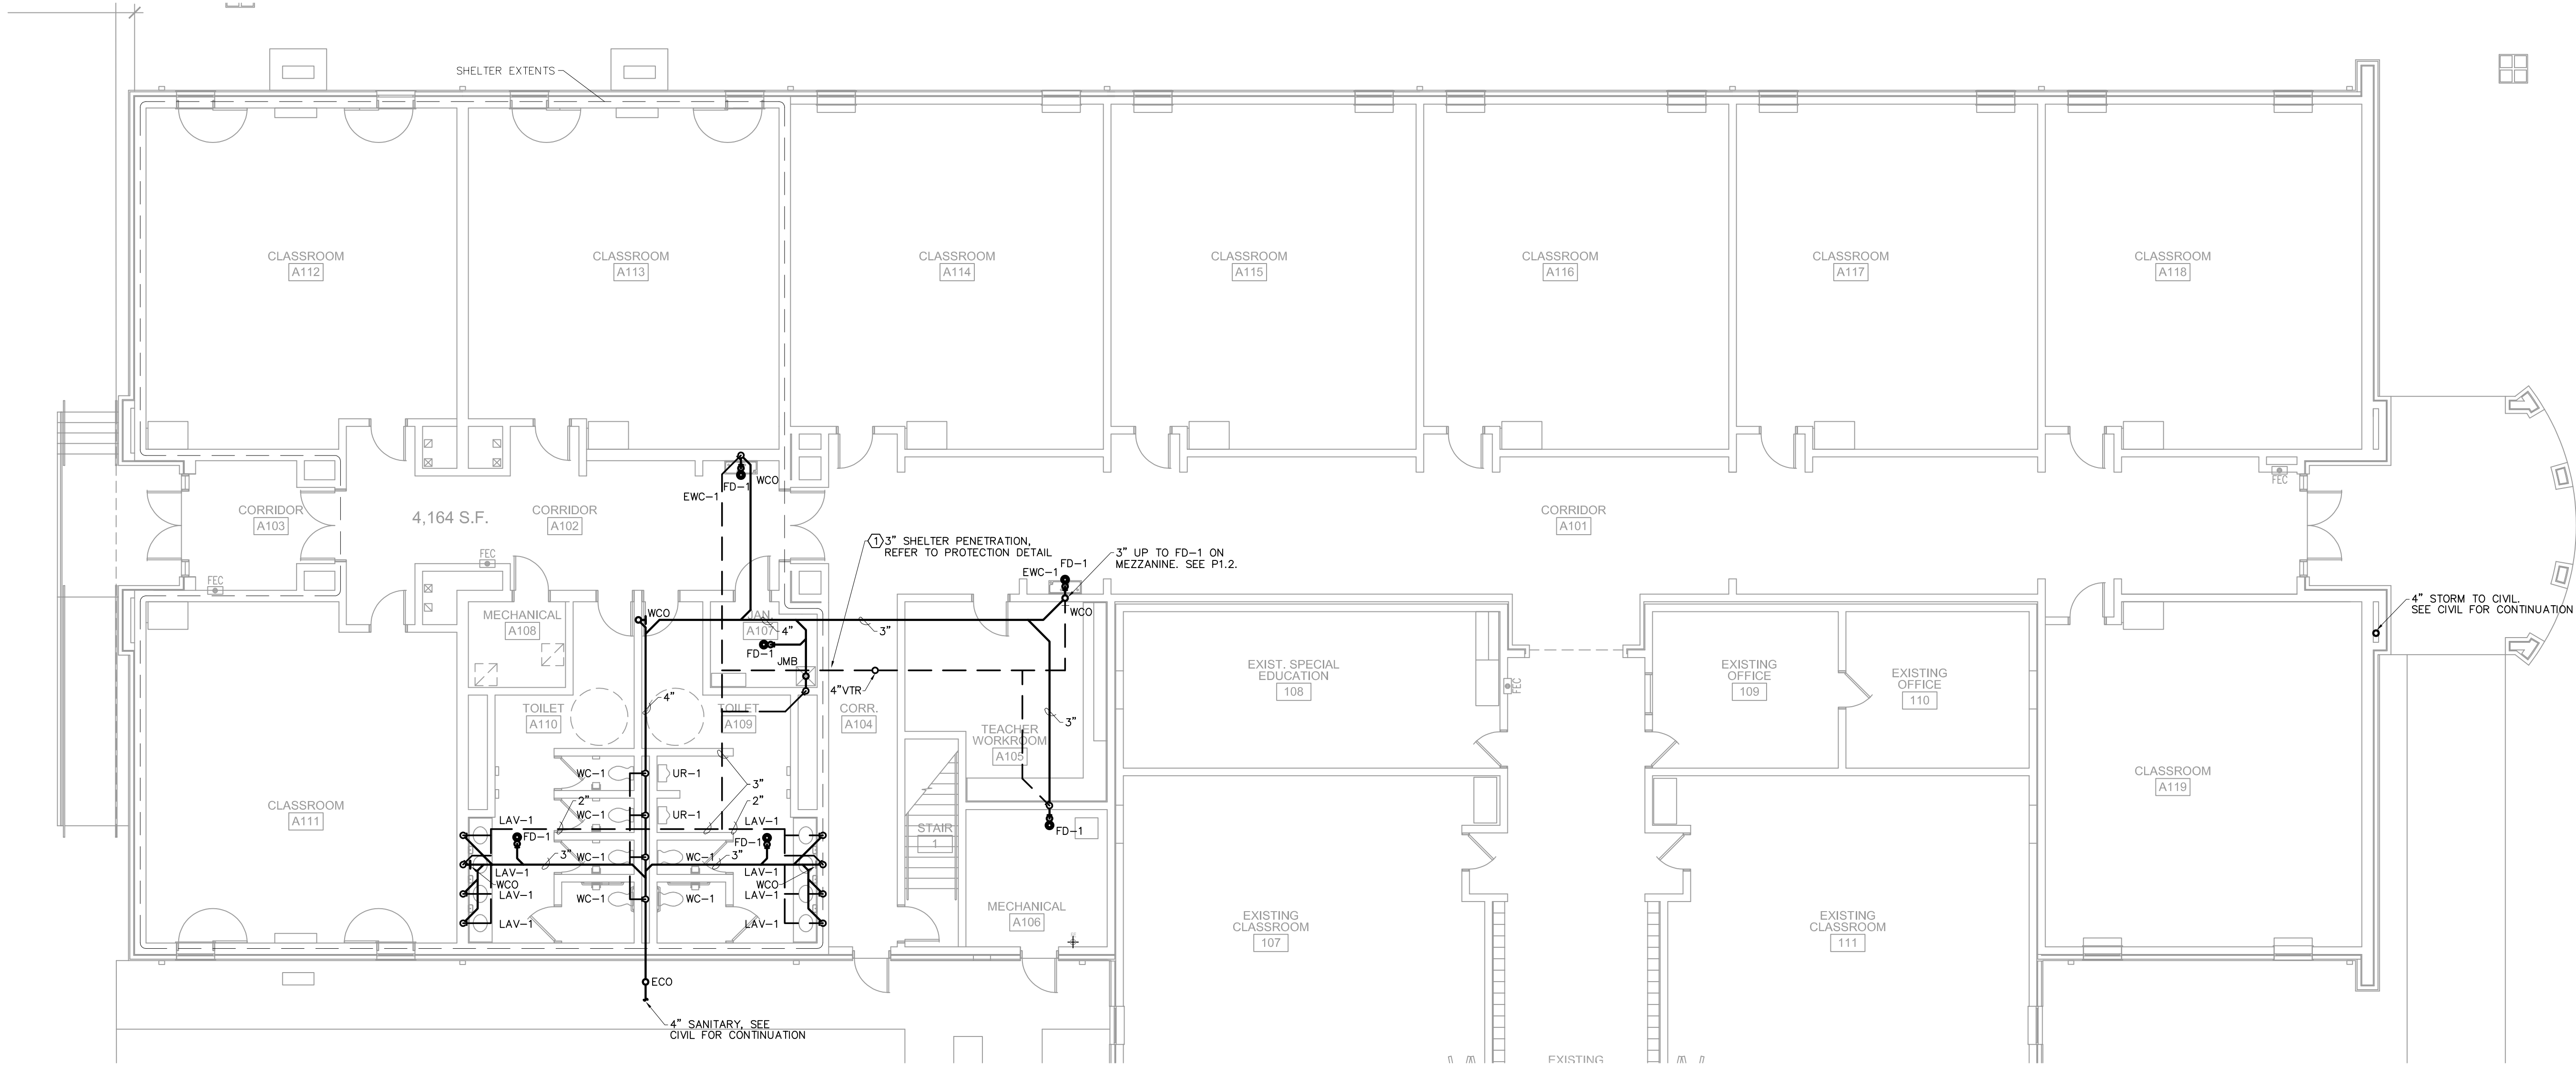 SHELTER EXTENTS
CLASSROOM
A112
CLASSROOM
A113
CLASSROOM
A114
CLASSROOM
A115
CLASSROOM
A116
CLASSROOM
A117
CLASSROOM
A118
EWC-1
FD-1
WCO
FEC
CORRIDOR
A103
4,164 S.F.
CORRIDOR
A102
CORRIDOR
A101
1
3" SHELTER PENETRATION,
REFER TO PROTECTION DETAIL
3" UP TO FD-1 ON
MEZZANINE. SEE P1.2.
FD-1
EWC-1
WCO
FEC
FEC
4" STORM TO CIVIL.
SEE CIVIL FOR CONTINUATION
MECHANICAL
A108
WCO
JAN.
A107
4"
3"
FD-1
JMB
4"VTR
4"
TOILET
A110
TOILET
A109
CORR.
A104
3"
TEACHER
WORKROOM
A105
EXIST. SPECIAL
EDUCATION
108
FEC
EXISTING
OFFICE
109
EXISTING
OFFICE
110
CLASSROOM
A119
WC-1
UR-1
3"
CLASSROOM
A111
2"
2"
LAV-1
WC-1
UR-1
LAV-1
FD-1
FD-1
STAIR
1
FD-1
3"
WC-1
WC-1
3"
LAV-1
WCO
LAV-1
WCO
LAV-1
WC-1
WC-1
LAV-1
LAV-1
LAV-1
MECHANICAL
A106
EXISTING
CLASSROOM
107
EXISTING
CLASSROOM
111
ECO
4" SANITARY, SEE
CIVIL FOR CONTINUATION
EXISTING